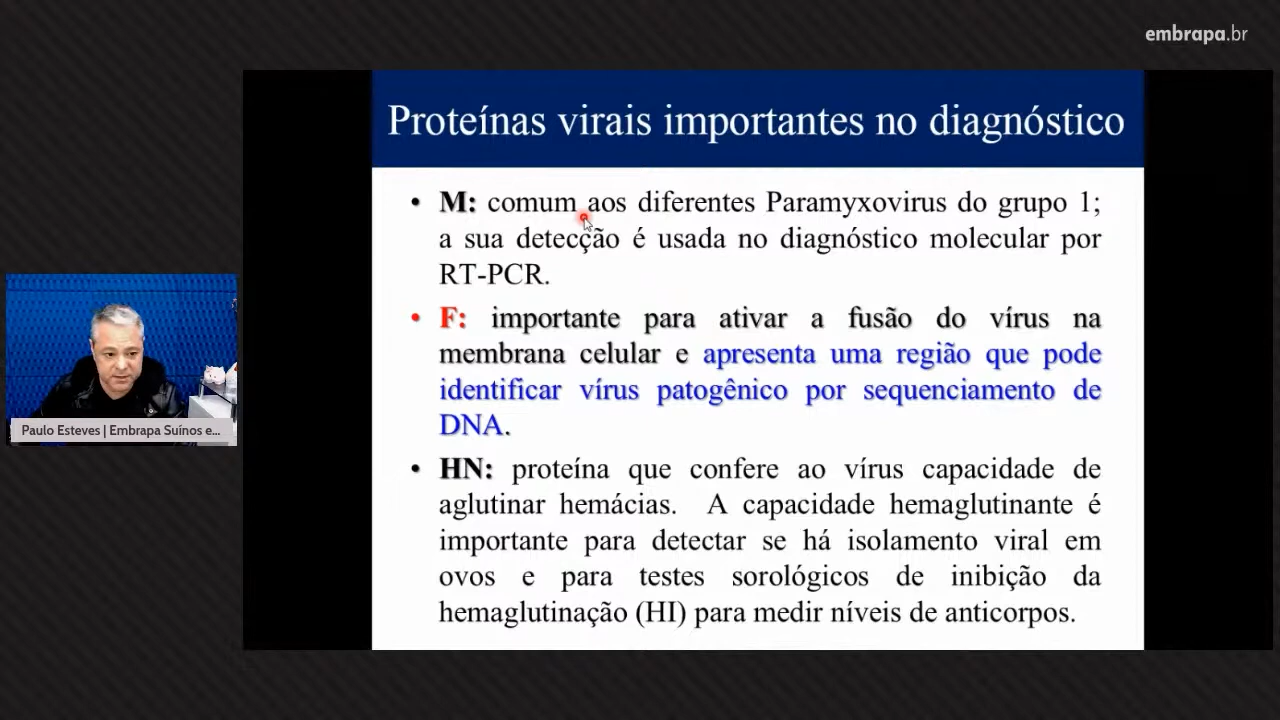 embrapa.br
Proteínas virais importantes no diagnóstico
• M: comum aos diferentes Paramyxovirus do grupo 1;
a sua detecção é usada no diagnóstico molecular por
RT-PCR.
• F: importante para ativar a fusão do vírus na
membrana celular e apresenta uma região que pode
identificar vírus patogênico por sequenciamento de
DNA.
• HN: proteína que confere ao vírus capacidade de
aglutinar hemácias. A capacidade hemaglutinante é
importante para detectar se há isolamento viral em
ovos e para testes sorológicos de inibição da
hemaglutinação (HI) para medir níveis de anticorpos.
Paulo Esteves | Embrapa Suínos e...